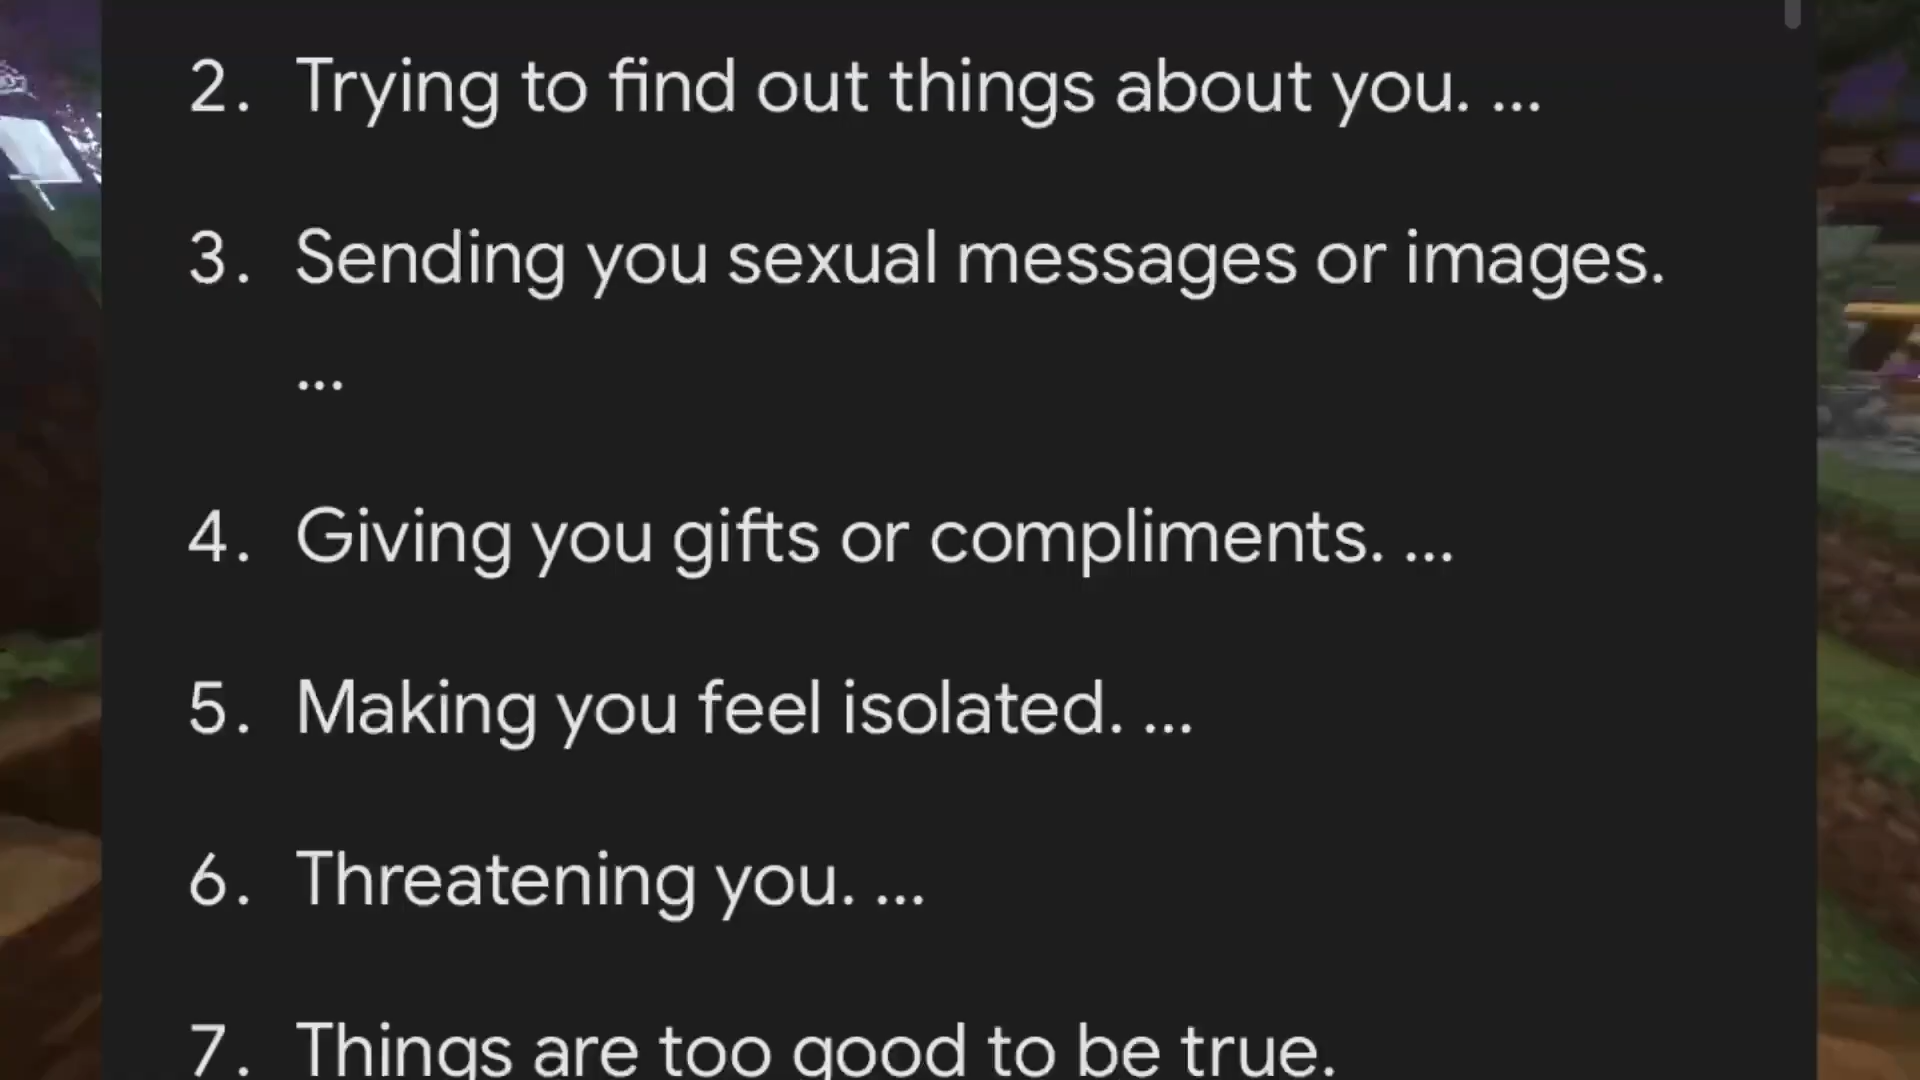 2. Trying to find out things about you. ...
3. Sending you sexual messages or images.
...
4. Giving you gifts or compliments. ...
5. Making you feel isolated. ...
6. Threatening you. ...
7. Things are too good to be true.